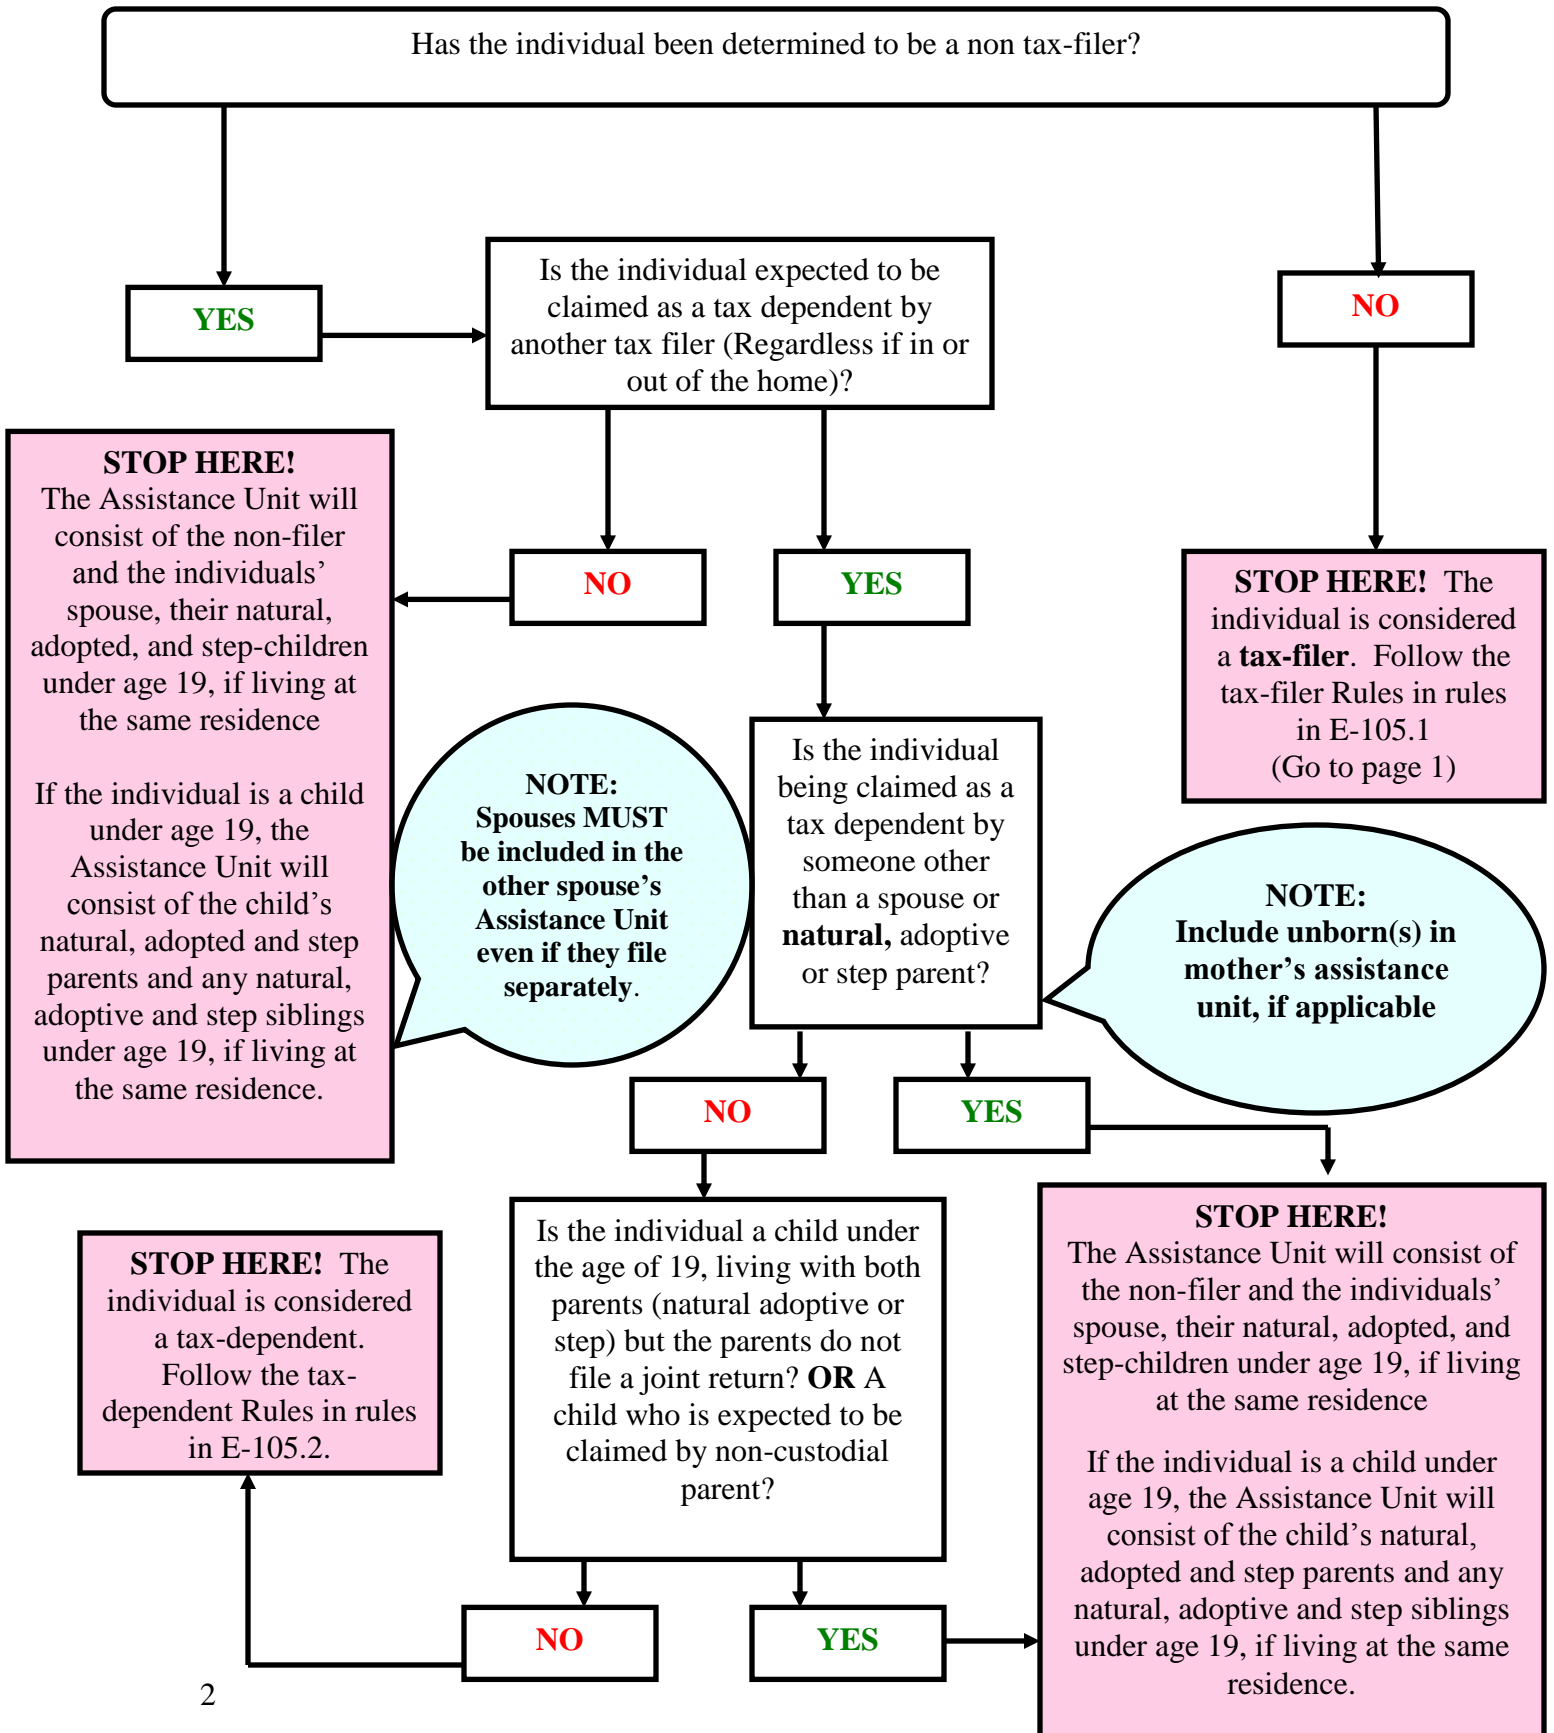 Has the individual been determined to be a non tax-filer?
YES
Is the individual expected to be
claimed as a tax dependent by
another tax filer (Regardless if in or
out of the home)?
NO
STOP HERE!
The Assistance Unit will
consist of the non-filer
and the individuals’
spouse, their natural,
adopted, and step-children
under age 19, if living at
the same residence
If the individual is a child
under age 19, the
Assistance Unit will
consist of the child’s
natural, adopted and step
parents and any natural,
adoptive and step siblings
under age 19, if living at
the same residence.
NO
YES
STOP HERE! The
individual is considered
a tax-filer. Follow the
tax-filer Rules in rules
in E-105.1
(Go to page 1)
NOTE:
Spouses MUST
be included in the
other spouse’s
Assistance Unit
even if they file
separately.
Is the individual
being claimed as a
tax dependent by
someone other
than a spouse or
natural, adoptive
or step parent?
NOTE:
Include unborn(s) in
mother’s assistance
unit, if applicable
NO
YES
STOP HERE! The
individual is considered
a tax-dependent.
Follow the tax-
dependent Rules in rules
in E-105.2.
Is the individual a child under
the age of 19, living with both
parents (natural adoptive or
step) but the parents do not
file a joint return? OR A
child who is expected to be
claimed by non-custodial
parent?
STOP HERE!
The Assistance Unit will consist of
the non-filer and the individuals’
spouse, their natural, adopted, and
step-children under age 19, if living
at the same residence
If the individual is a child under
age 19, the Assistance Unit will
consist of the child’s natural,
adopted and step parents and any
natural, adoptive and step siblings
under age 19, if living at the same
residence.
NO
YES
2